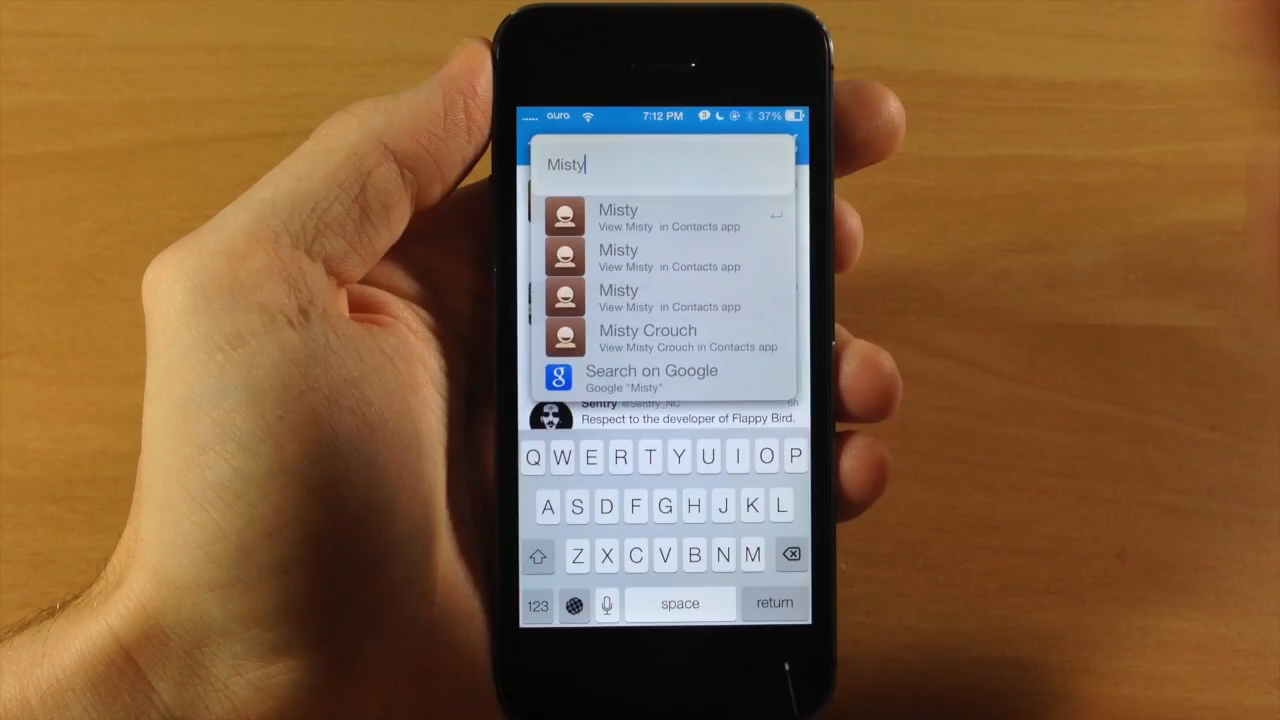 aura 7:12 PM 37%
Misty
Misty
View Misty in Contacts app
Misty
View Misty in Contacts app
Misty
View Misty in Contacts app
Misty Crouch
View Misty Crouch in Contacts app
g Search on Google
Google "Misty"
Sentry @Sentry_NC 6h
Respect to the developer of Flappy Bird.
Q W E R T Y U I O P
A S D F G H J K L
Z X C V B N M
123 space return